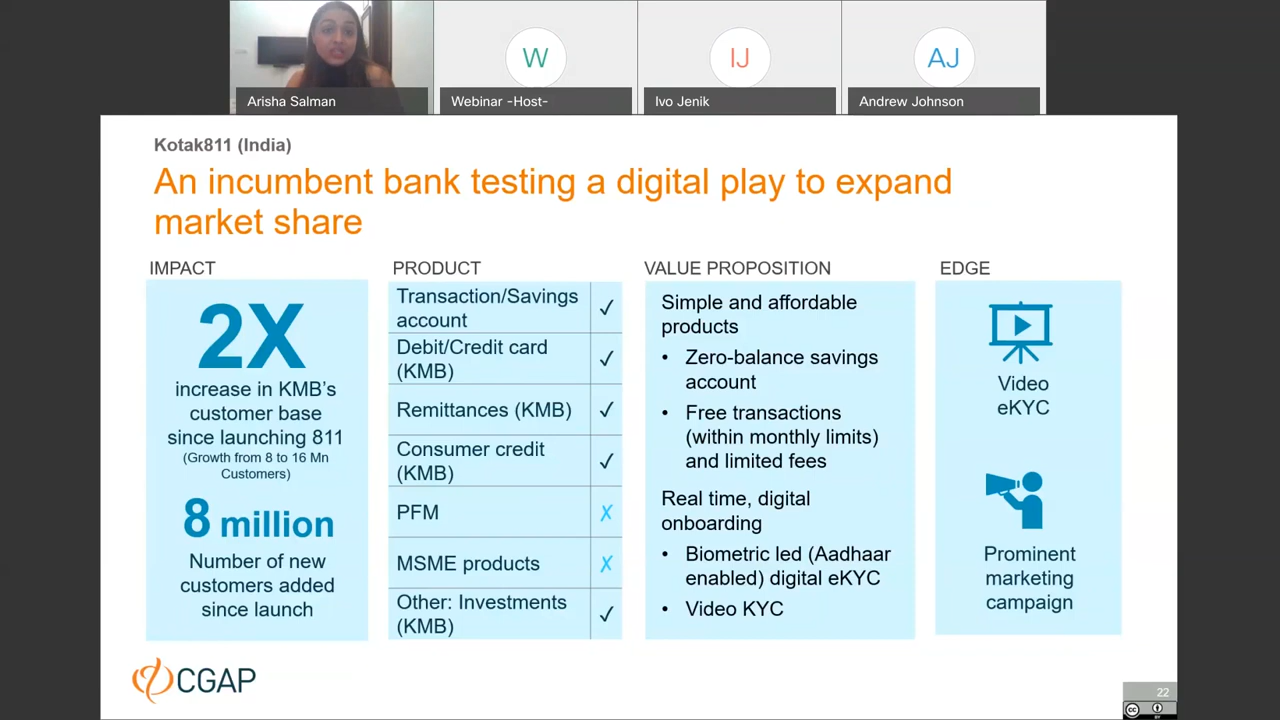 Arisha Salman
W
Webinar -Host-
IJ
Ivo Jenik
AJ
Andrew Johnson
Kotak811 (India)
An incumbent bank testing a digital play to expand
market share
IMPACT
2X
increase in KMB's
customer base
since launching 811
(Growth from 8 to 16 Mn
Customers)
8 million
Number of new
customers added
since launch
PRODUCT
Transaction/Savings
account ✓
Debit/Credit card
(KMB) ✓
Remittances (KMB) ✓
Consumer credit
(KMB) ✓
PFM ✗
MSME products ✗
Other: Investments
(KMB) ✓
VALUE PROPOSITION
Simple and affordable
products
• Zero-balance savings
account
• Free transactions
(within monthly limits)
and limited fees
Real time, digital
onboarding
• Biometric led (Aadhaar
enabled) digital eKYC
• Video KYC
EDGE
Video
eKYC
Prominent
marketing
campaign
CGAP
22
cc
BY